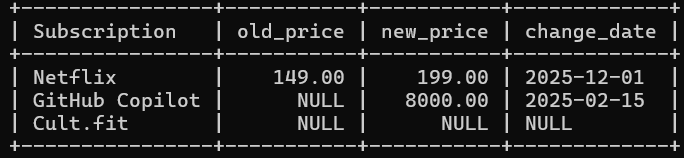 +----------------+-----------+-----------+-------------+
| Subscription   | old_price | new_price | change_date |
+----------------+-----------+-----------+-------------+
| Netflix        |    149.00 |    199.00 | 2025-12-01  |
| GitHub Copilot |      NULL |   8000.00 | 2025-02-15  |
| Cult.fit       |      NULL |      NULL | NULL        |
+----------------+-----------+-----------+-------------+